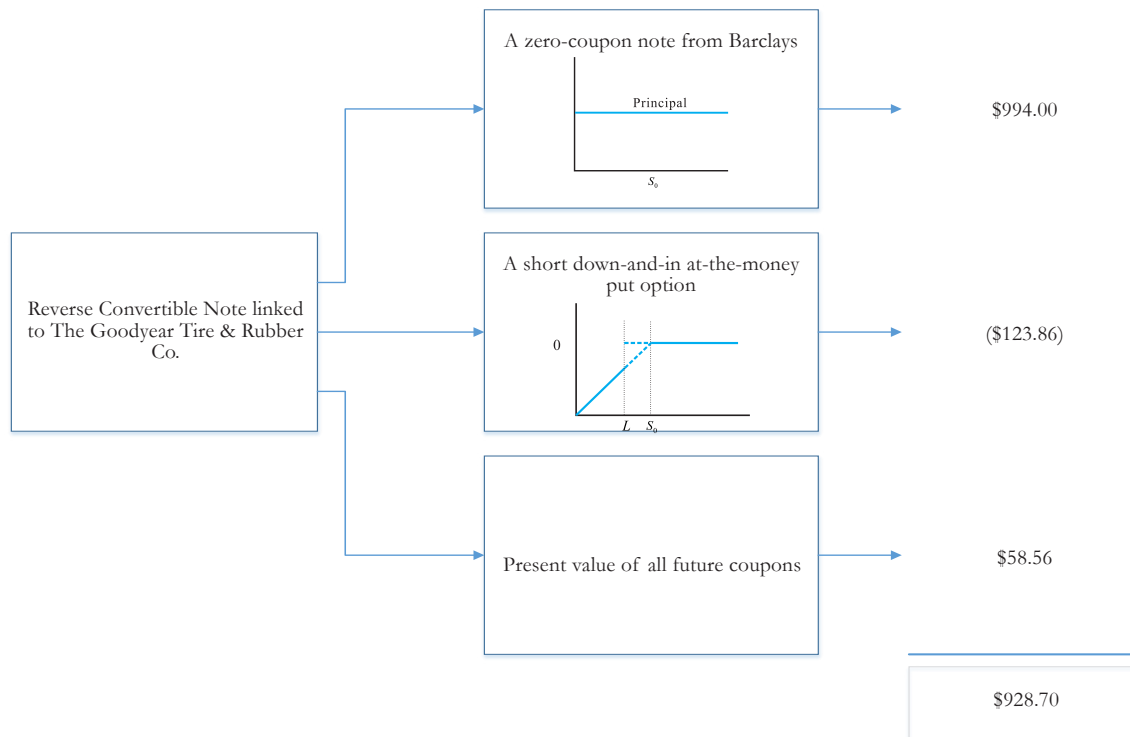 A zero-coupon note from Barclays
Principal
S0
$994.00
Reverse Convertible Note linked
to The Goodyear Tire & Rubber
Co.
A short down-and-in at-the-money
put option
0
L S0
($123.86)
Present value of all future coupons
$58.56
$928.70